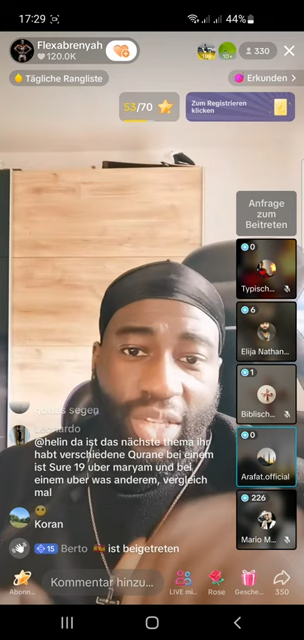 17:29
44%
Flexabrenyah
120.0K
10+
330
Tägliche Rangliste
Erkunden >
53/70
Zum Registrieren
klicken
Anfrage
zum
Beitreten
0
Typisch...
6
Elija Nathan...
1
Biblisch...
0
Arafat.official
226
Mario M...
segen
@helin da ist das nächste thema ihr
habt verschiedene Qurane bei einem
ist Sure 19 über maryam und bei
einem über was anderem, vergleich
mal
Koran
15 Berto ist beigetreten
Abonn...
Kommentar hinzu...
LIVE mi...
Rose
Gesche...
350